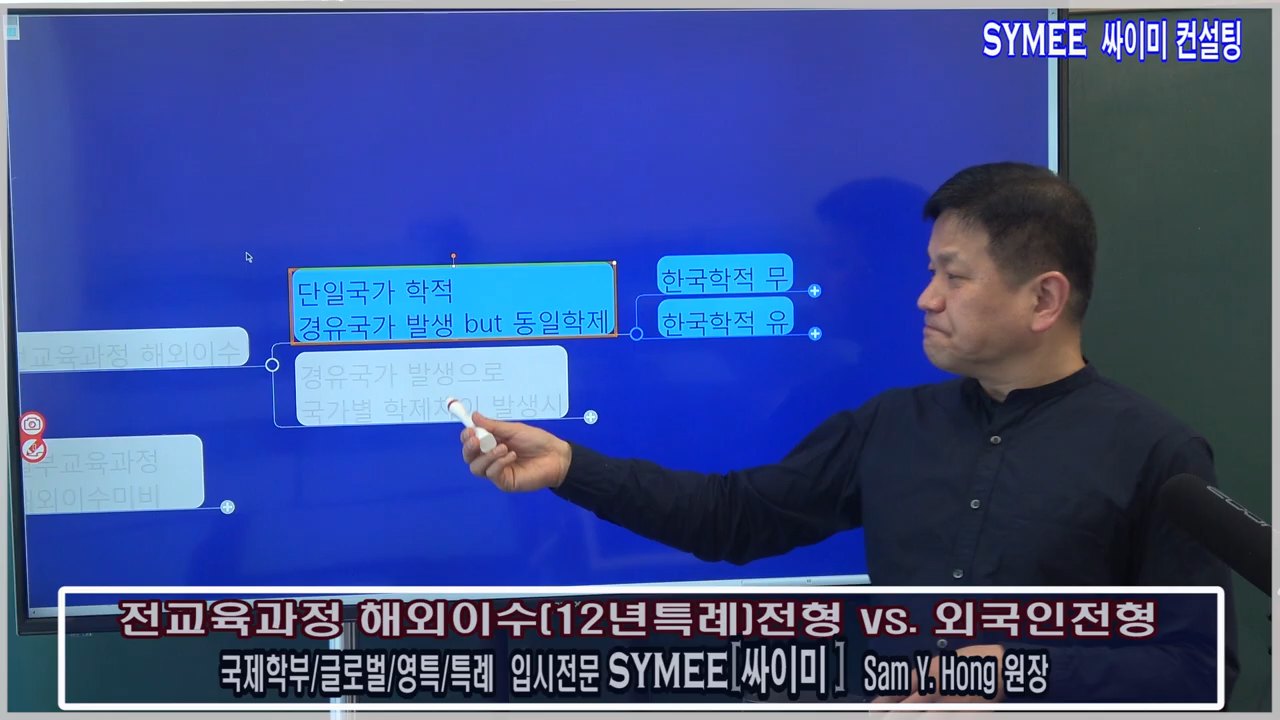 SYMEE 싸이미 컨설팅
단일국가 학적
경유국가 발생 but 동일학제
한국학적 무
한국학적 유
전교육과정 해외이수
경유국가 발생으로
국가별 학제차이 발생시
교육과정
해외이수미비
전교육과정 해외이수(12년특례)전형 vs. 외국인전형
국제학부/글로벌/영특/특례 입시전문 SYMEE[싸이미] Sam Y. Hong 원장